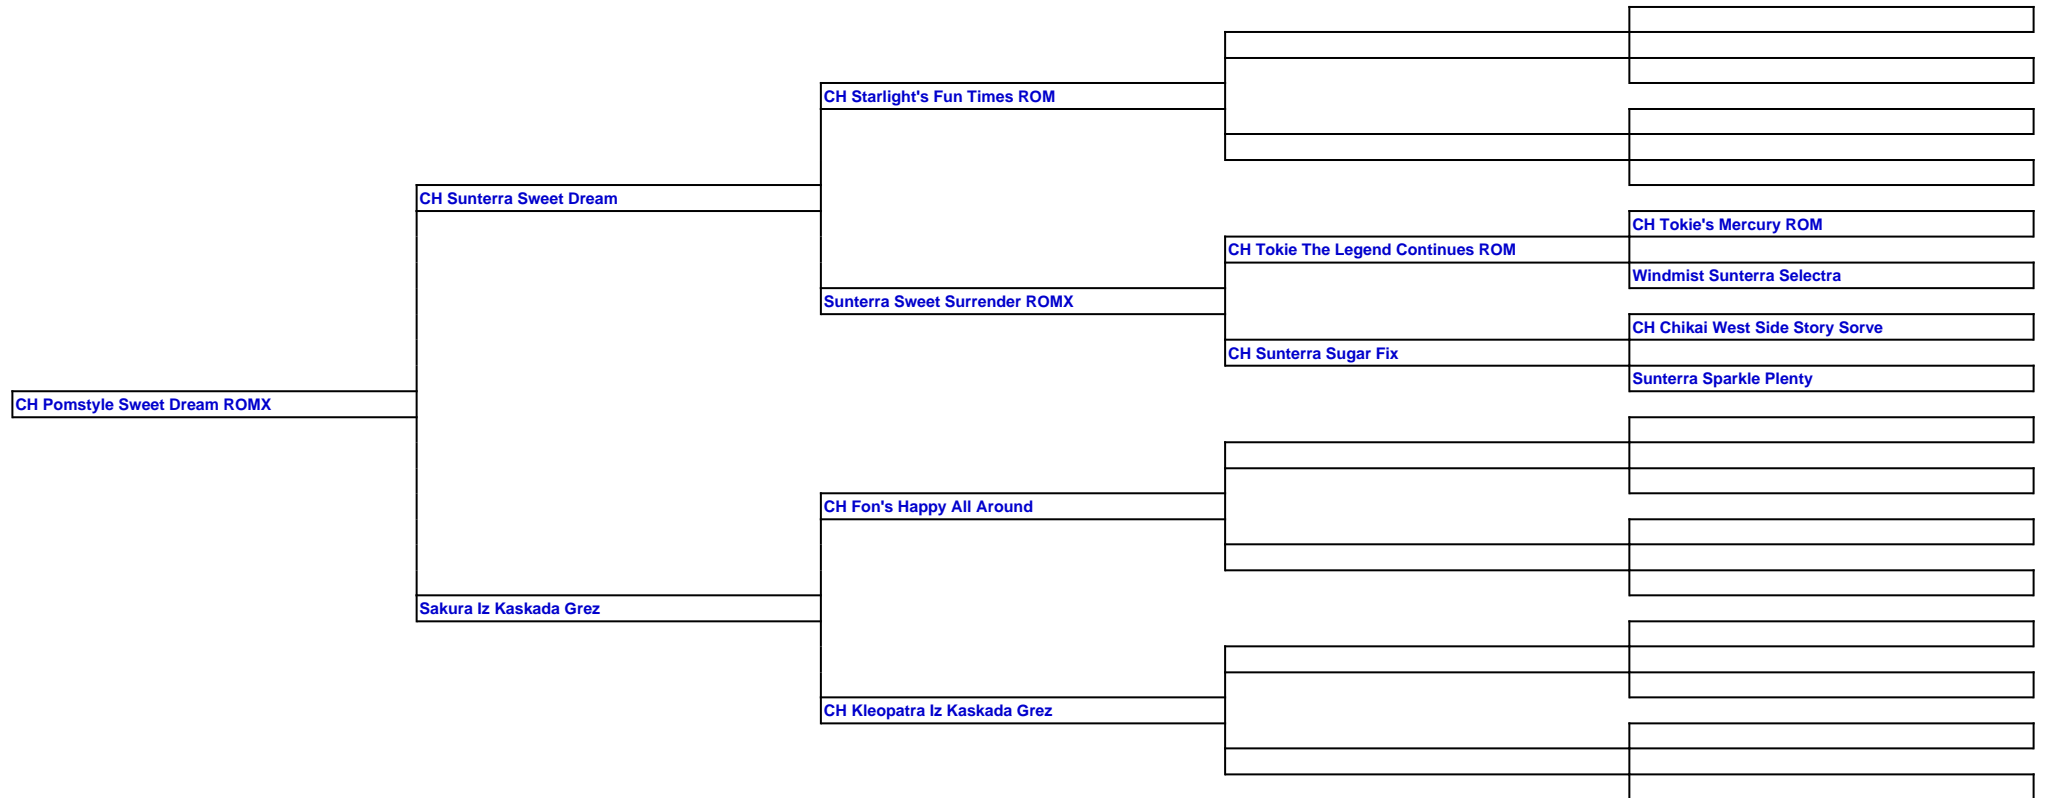 CH Starlight's Fun Times ROM
CH Sunterra Sweet Dream
CH Tokie's Mercury ROM
CH Tokie The Legend Continues ROM
Windmist Sunterra Selectra
Sunterra Sweet Surrender ROMX
CH Chikai West Side Story Sorve
CH Sunterra Sugar Fix
Sunterra Sparkle Plenty
CH Pomstyle Sweet Dream ROMX
CH Fon's Happy All Around
Sakura Iz Kaskada Grez
CH Kleopatra Iz Kaskada Grez